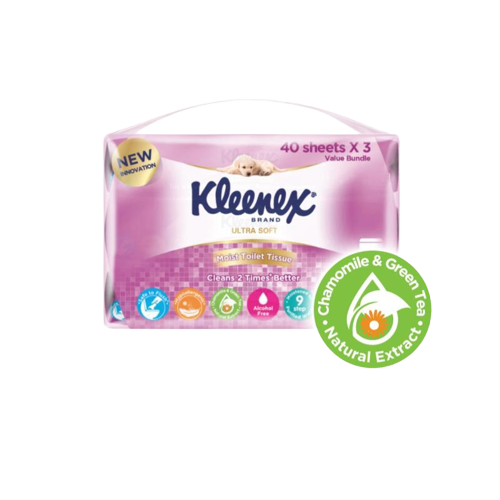 NEW
INNOVATION
40 sheets X 3
Value Bundle
Kleenex
BRAND
ULTRA SOFT
Moist Toilet Tissue
Cleans 2 Times Better
Alcohol
Free
9
step
Chamomile & Green Tea
Natural Extract